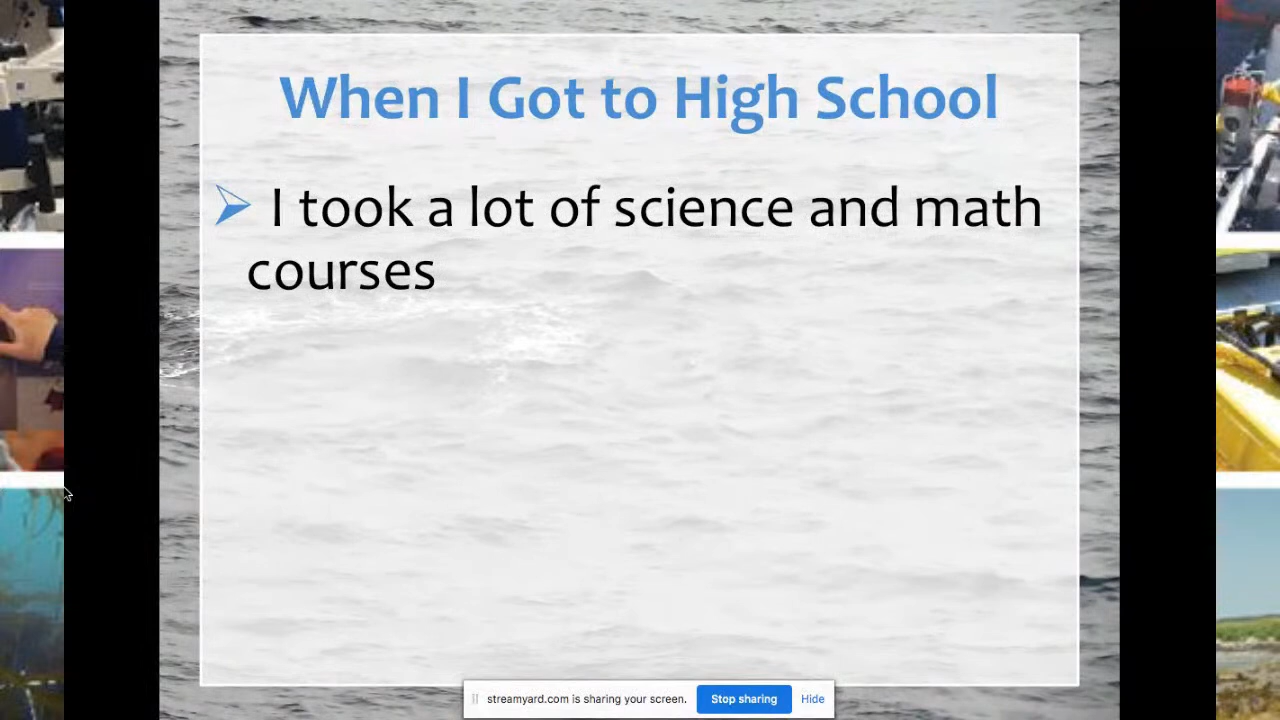 When I Got to High School
I took a lot of science and math
courses
streamyard.com is sharing your screen. Stop sharing Hide